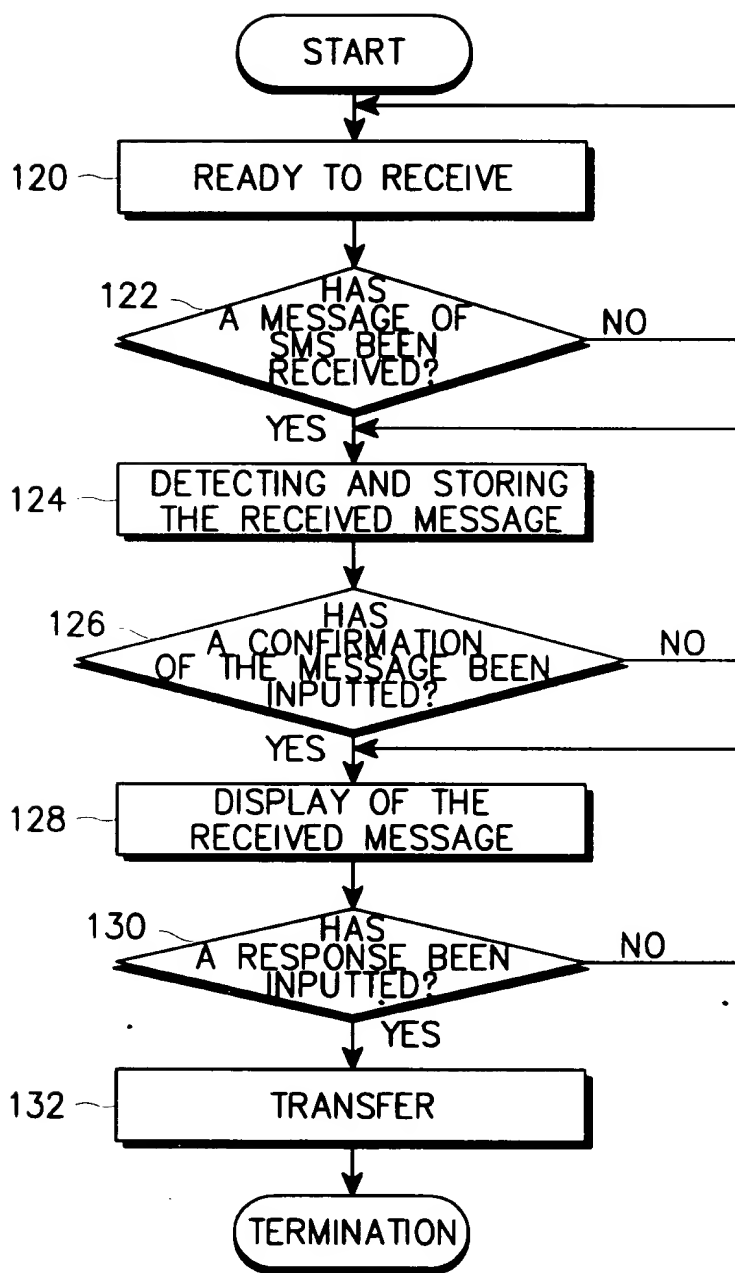 START
120
READY TO RECEIVE
122
HAS
A MESSAGE OF
SMS BEEN
RECEIVED?
NO
YES
124
DETECTING AND STORING
THE RECEIVED MESSAGE
126
HAS
A CONFIRMATION
OF THE MESSAGE BEEN
INPUTTED?
NO
YES
128
DISPLAY OF THE
RECEIVED MESSAGE
130
HAS
A RESPONSE BEEN
INPUTTED?
NO
YES
132
TRANSFER
TERMINATION